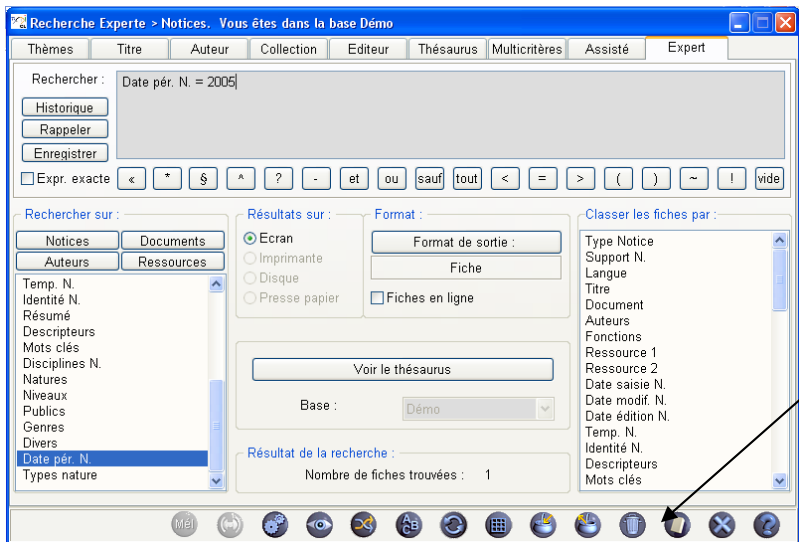 Recherche Experte > Notices. Vous êtes dans la base Démo
Thèmes Titre Auteur Collection Editeur Thésaurus Multicritères Assisté Expert
Rechercher : Date pér. N. = 2005
Historique
Rappeler
Enregistrer
Expr. exacte « * § ^ ? - et ou sauf tout < = > ( ) ~ ! vide
Rechercher sur :
Notices Documents
Auteurs Ressources
Temp. N.
Identité N.
Résumé
Descripteurs
Mots clés
Disciplines N.
Natures
Niveaux
Publics
Genres
Divers
Date pér. N.
Types nature
Résultats sur :
Ecran
Imprimante
Disque
Presse papier
Format :
Format de sortie :
Fiche
Fiches en ligne
Voir le thésaurus
Base : Démo
Résultat de la recherche :
Nombre de fiches trouvées : 1
Classer les fiches par :
Type Notice
Support N.
Langue
Titre
Document
Auteurs
Fonctions
Ressource 1
Ressource 2
Date saisie N.
Date modif. N.
Date édition N.
Temp. N.
Identité N.
Descripteurs
Mots clés
Mél